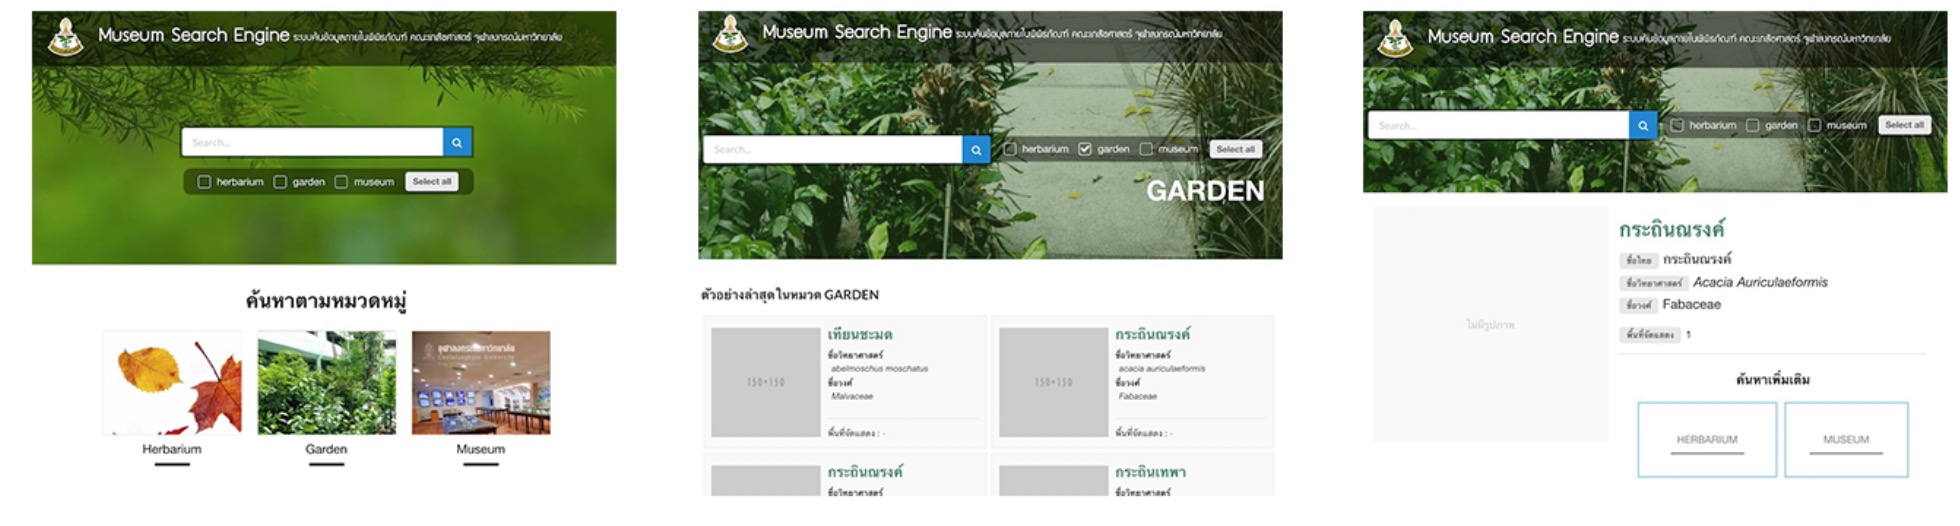 Museum Search Engine ระบบค้นข้อมูลภายในพิพิธภัณฑ์ คณะเภสัชศาสตร์ จุฬาลงกรณ์มหาวิทยาลัย
Search...
herbarium garden museum Select all
ค้นหาตามหมวดหมู่
จุฬาลงกรณ์มหาวิทยาลัย
Chulalongkorn University
Herbarium Garden Museum
Museum Search Engine ระบบค้นข้อมูลภายในพิพิธภัณฑ์ คณะเภสัชศาสตร์ จุฬาลงกรณ์มหาวิทยาลัย
Search... herbarium garden museum Select all
GARDEN
ตัวอย่างล่าสุดในหมวด GARDEN
150×150
เทียนชะมด
ชื่อวิทยาศาสตร์
abelmoschus moschatus
ชื่อวงศ์
Malvaceae
พื้นที่จัดแสดง : -
150×150
กระถินณรงค์
ชื่อวิทยาศาสตร์
acacia auriculaeformis
ชื่อวงศ์
Fabaceae
พื้นที่จัดแสดง : -
กระถินณรงค์
ชื่อวิทยาศาสตร์
กระถินเทพา
ชื่อวิทยาศาสตร์
Museum Search Engine ระบบค้นข้อมูลภายในพิพิธภัณฑ์ คณะเภสัชศาสตร์ จุฬาลงกรณ์มหาวิทยาลัย
Search... herbarium garden museum Select all
ไม่มีรูปภาพ
กระถินณรงค์
ชื่อไทย กระถินณรงค์
ชื่อวิทยาศาสตร์ Acacia Auriculaeformis
ชื่อวงศ์ Fabaceae
พื้นที่จัดแสดง 1
ค้นหาเพิ่มเติม
HERBARIUM MUSEUM